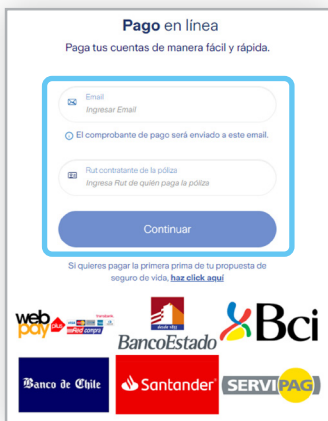 Pago en línea
Paga tus cuentas de manera fácil y rápida.
Email
Ingresar Email
El comprobante de pago será enviado a este email.
Rut contratante de la póliza
Ingresa Rut de quién paga la póliza
Continuar
Si quieres pagar la primera prima de tu propuesta de
seguro de vida, haz click aquí
web
pay plus
RedCompra
BancoEstado
Bci
Banco de Chile
Santander
SERVIPAG